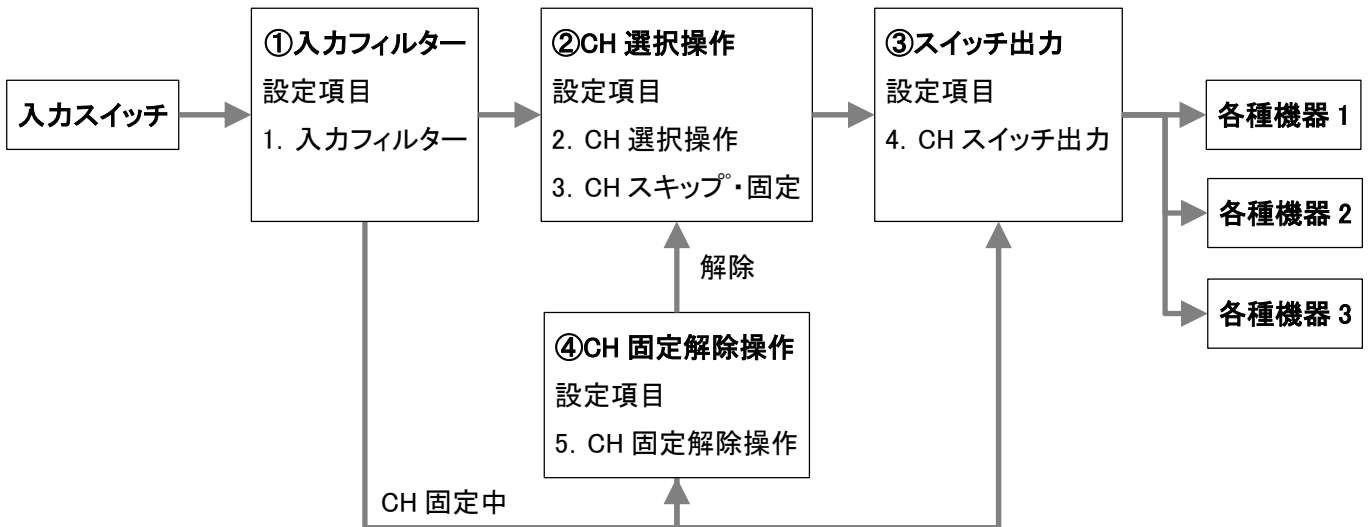 入力スイッチ
①入力フィルター
設定項目
1. 入力フィルター
②CH 選択操作
設定項目
2. CH 選択操作
3. CH スキップ・固定
③スイッチ出力
設定項目
4. CH スイッチ出力
各種機器 1
各種機器 2
各種機器 3
解除
④CH 固定解除操作
設定項目
5. CH 固定解除操作
CH 固定中